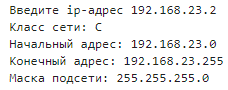 Введите ip-адрес 192.168.23.2
Класс сети: C
Начальный адрес: 192.168.23.0
Конечный адрес: 192.168.23.255
Маска подсети: 255.255.255.0